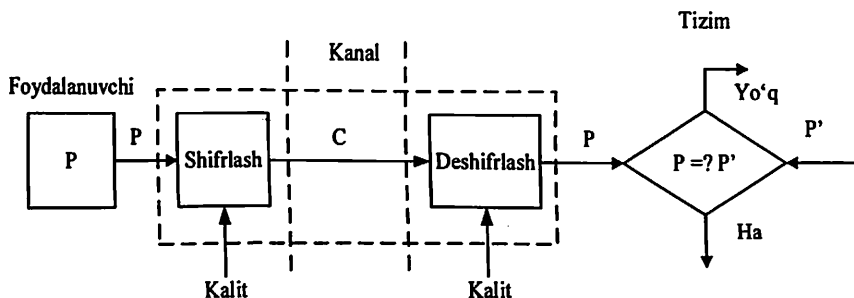 Tizim
Kanal
Foydalanuvchi
Yo‘q
P
P
Shifrlash
C
Deshifrlash
P
P =? P'
P'
Ha
Kalit
Kalit